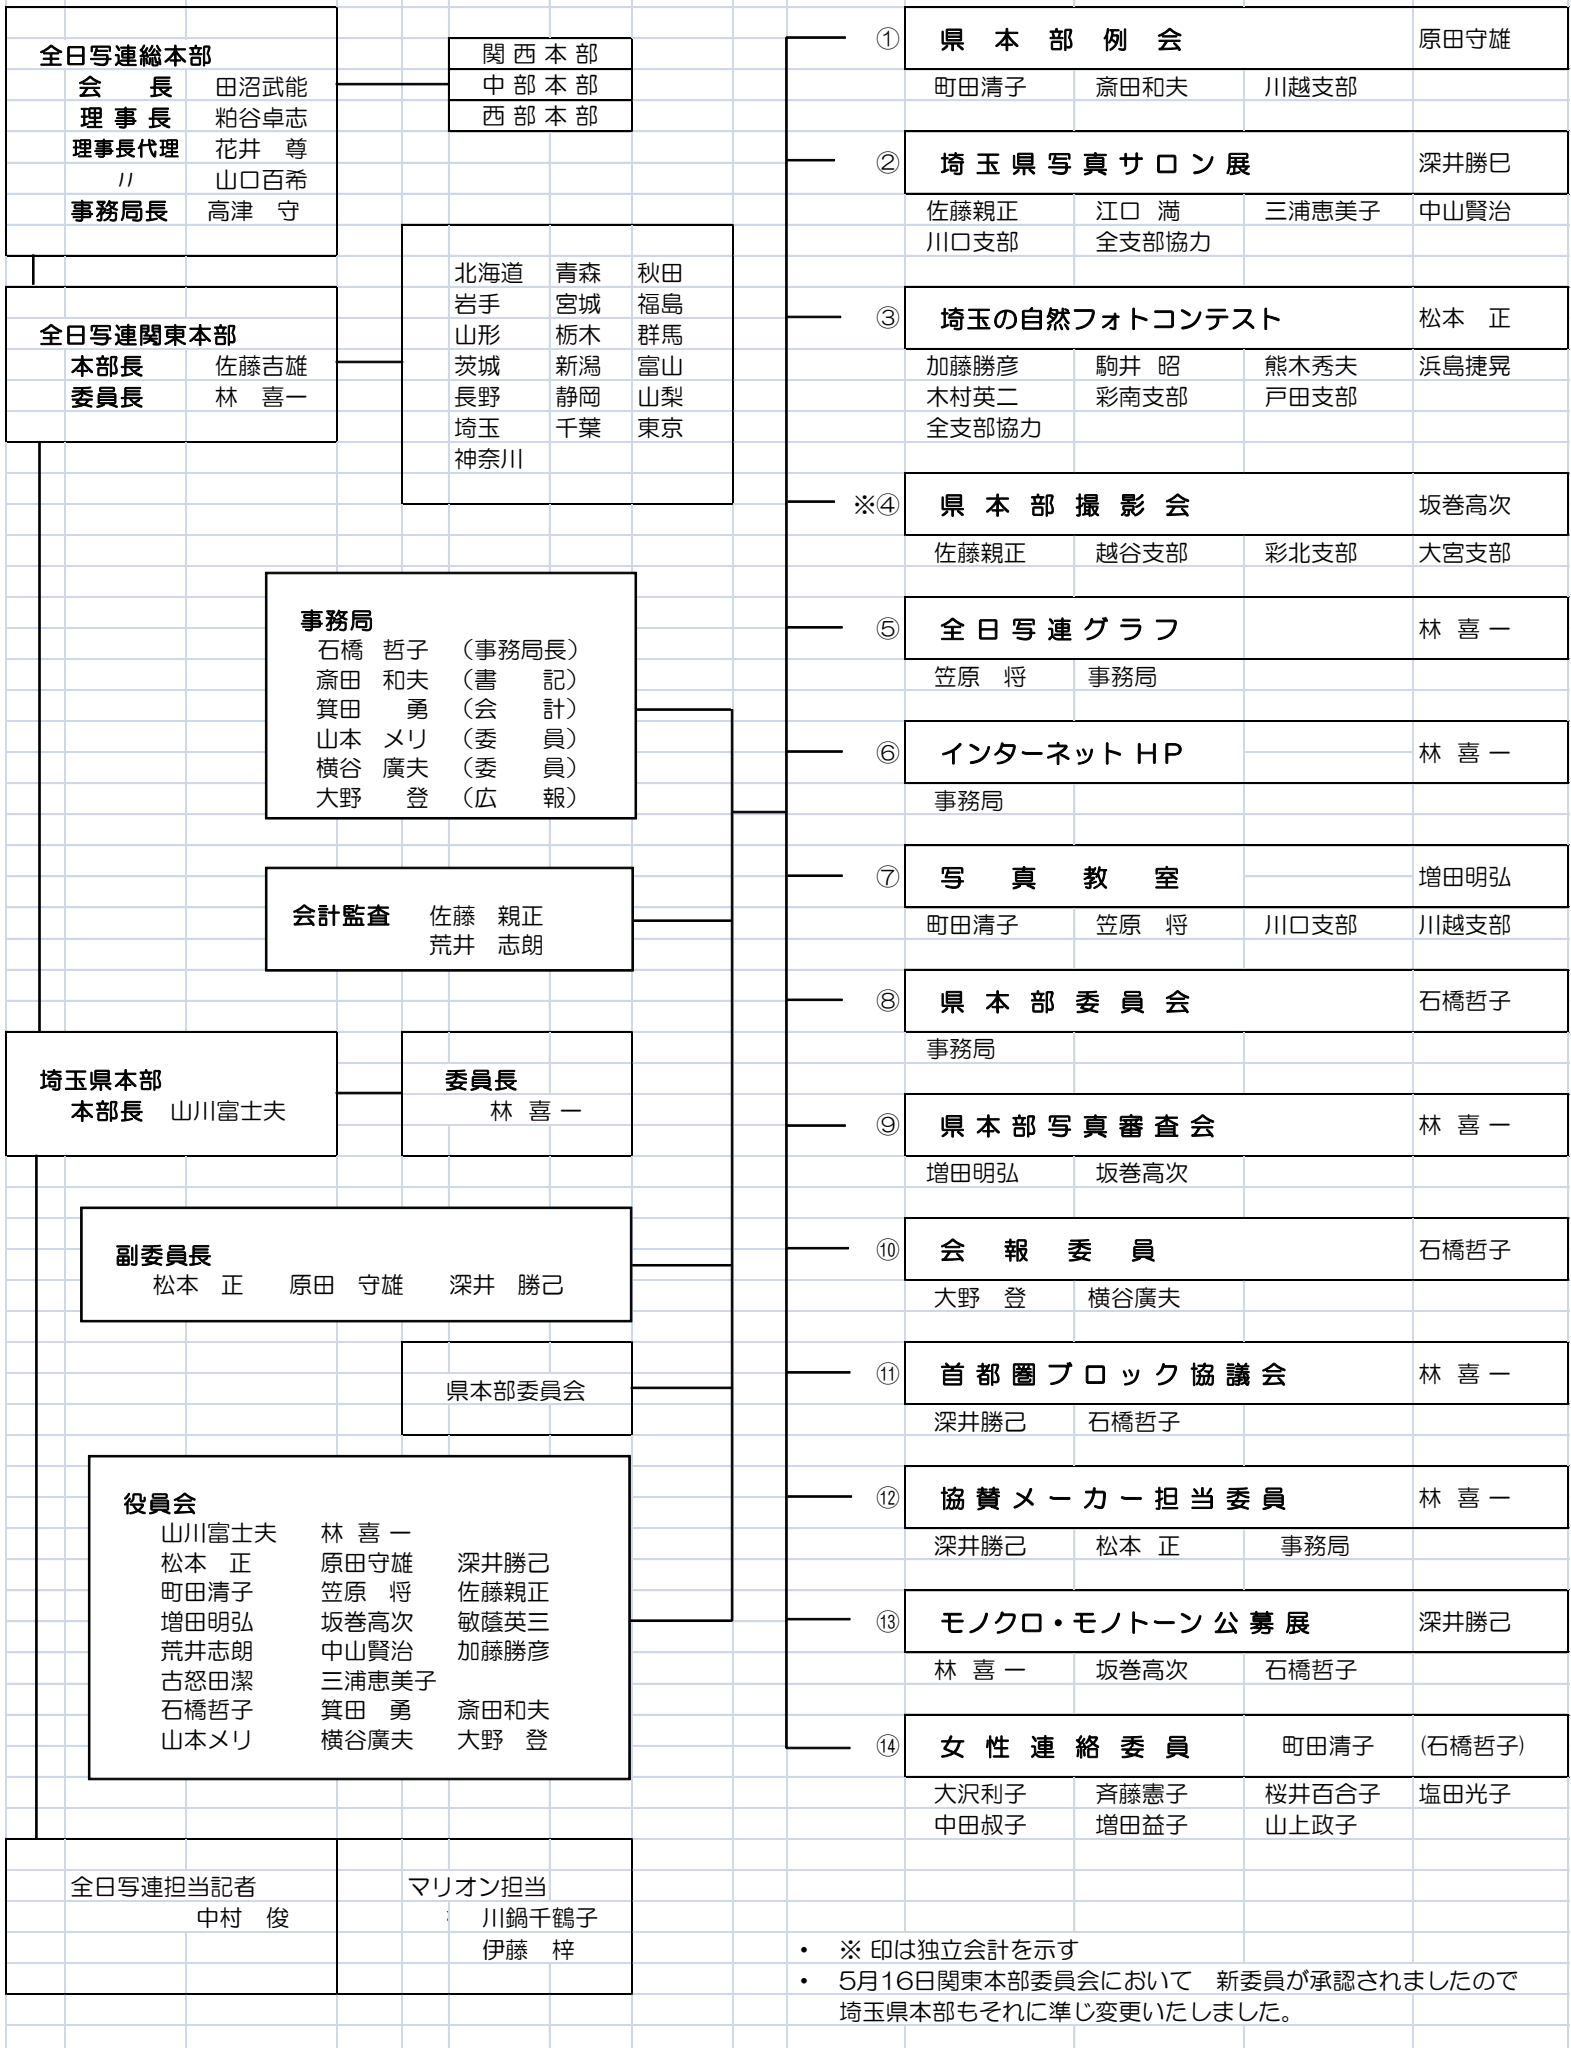 全日写連総本部
会　　長　田沼武能
理 事 長　粕谷卓志
理事長代理　花井　尊
〃　山口百希
事務局長　高津　守
関 西 本 部
中 部 本 部
西 部 本 部
全日写連関東本部
本部長　佐藤吉雄
委員長　林　喜一
北海道　青森　秋田
岩手　宮城　福島
山形　栃木　群馬
茨城　新潟　富山
長野　静岡　山梨
埼玉　千葉　東京
神奈川
事務局
石橋　哲子　（事務局長）
斎田　和夫　（書　　記）
箕田　　勇　（会　　計）
山本　メリ　（委　　員）
横谷　廣夫　（委　　員）
大野　　登　（広　　報）
会計監査　佐藤　親正
荒井　志朗
埼玉県本部
本部長　山川富士夫
委員長
林 喜 一
副委員長
松本　正　原田　守雄　深井　勝己
県本部委員会
役員会
山川富士夫　林 喜 一
松本　正　原田守雄　深井勝己
町田清子　笠原　将　佐藤親正
増田明弘　坂巻高次　敏蔭英三
荒井志朗　中山賢治　加藤勝彦
古怒田潔　三浦恵美子
石橋哲子　箕田　勇　斎田和夫
山本メリ　横谷廣夫　大野　登
全日写連担当記者
中村　俊
マリオン担当
川鍋千鶴子
伊藤　梓
① 県 本 部 例 会　原田守雄
町田清子　斎田和夫　川越支部
② 埼 玉 県 写 真 サ ロ ン 展　深井勝巳
佐藤親正　江口 満　三浦恵美子　中山賢治
川口支部　全支部協力
③ 埼玉の自然フォトコンテスト　松本　正
加藤勝彦　駒井 昭　熊木秀夫　浜島捷晃
木村英二　彩南支部　戸田支部
全支部協力
※④ 県 本 部 撮 影 会　坂巻高次
佐藤親正　越谷支部　彩北支部　大宮支部
⑤ 全 日 写 連 グ ラ フ　林 喜 一
笠原　将　事務局
⑥ インターネット HP　林 喜 一
事務局
⑦ 写　真　教　室　増田明弘
町田清子　笠原　将　川口支部　川越支部
⑧ 県 本 部 委 員 会　石橋哲子
事務局
⑨ 県 本 部 写 真 審 査 会　林 喜 一
増田明弘　坂巻高次
⑩ 会　報　委　員　石橋哲子
大野　登　横谷廣夫
⑪ 首 都 圏 ブ ロ ッ ク 協 議 会　林 喜 一
深井勝己　石橋哲子
⑫ 協 賛 メ ー カ ー 担 当 委 員　林 喜 一
深井勝己　松本 正　事務局
⑬ モノクロ・モノトーン 公 募 展　深井勝己
林 喜 一　坂巻高次　石橋哲子
⑭ 女 性 連 絡 委 員　町田清子　(石橋哲子)
大沢利子　斉藤憲子　桜井百合子　塩田光子
中田叔子　増田益子　山上政子
・ ※ 印は独立会計を示す
・ 5月16日関東本部委員会において　新委員が承認されましたので
埼玉県本部もそれに準じ変更いたしました。